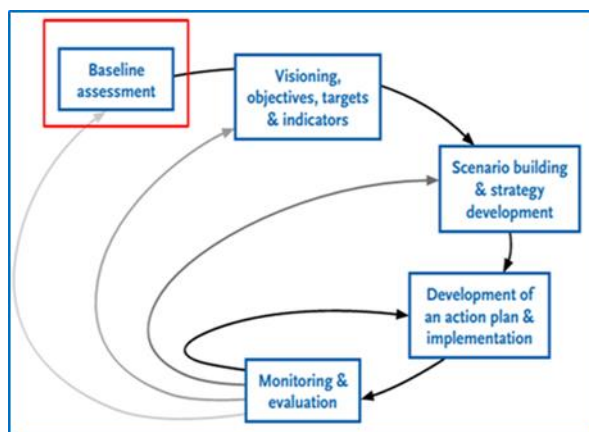 Baseline
assessment
Visioning,
objectives, targets
& indicators
Scenario building
& strategy
development
Development of
an action plan &
implementation
Monitoring &
evaluation